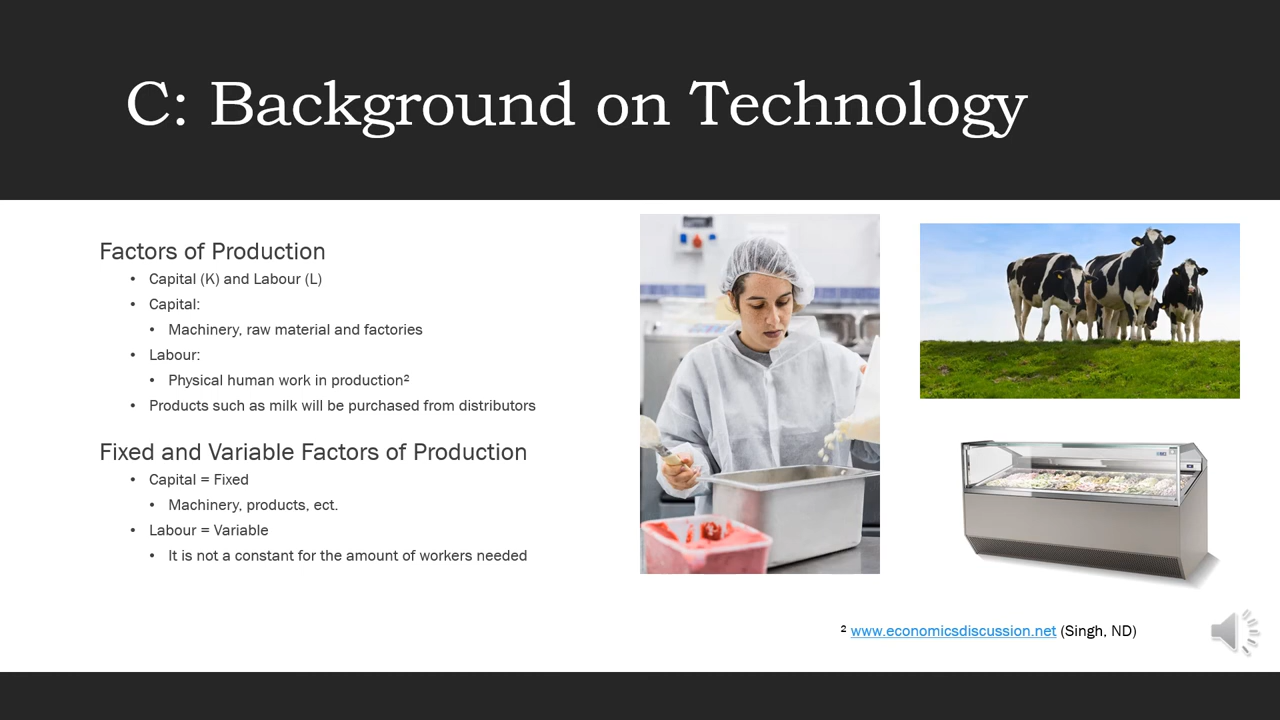 C: Background on Technology
Factors of Production
• Capital (K) and Labour (L)
• Capital:
• Machinery, raw material and factories
• Labour:
• Physical human work in production²
• Products such as milk will be purchased from distributors
Fixed and Variable Factors of Production
• Capital = Fixed
• Machinery, products, ect.
• Labour = Variable
• It is not a constant for the amount of workers needed
² www.economicsdiscussion.net (Singh, ND)